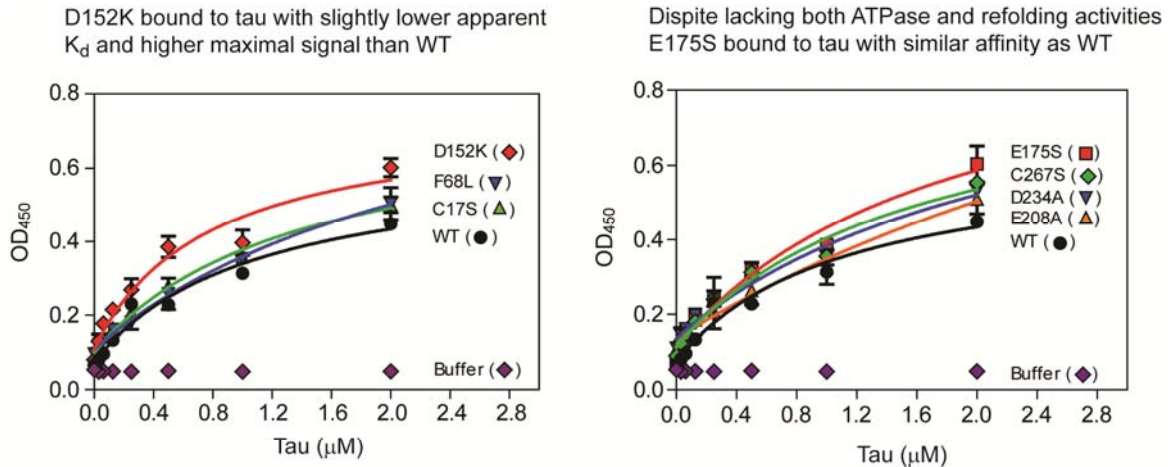 D152K bound to tau with slightly lower apparent
Kd and higher maximal signal than WT
0.8
0.6
0.4
0.2
0.0
OD450
D152K (◆)
F68L (▼)
C17S (▲)
WT (●)
Buffer (◆)
0.0 0.4 0.8 1.2 1.6 2.0 2.4 2.8
Tau (µM)
Dispite lacking both ATPase and refolding activities
E175S bound to tau with similar affinity as WT
0.8
0.6
0.4
0.2
0.0
OD450
E175S (■)
C267S (◆)
D234A (▼)
E208A (▲)
WT (●)
Buffer (◆)
0.0 0.4 0.8 1.2 1.6 2.0 2.4 2.8
Tau (µM)